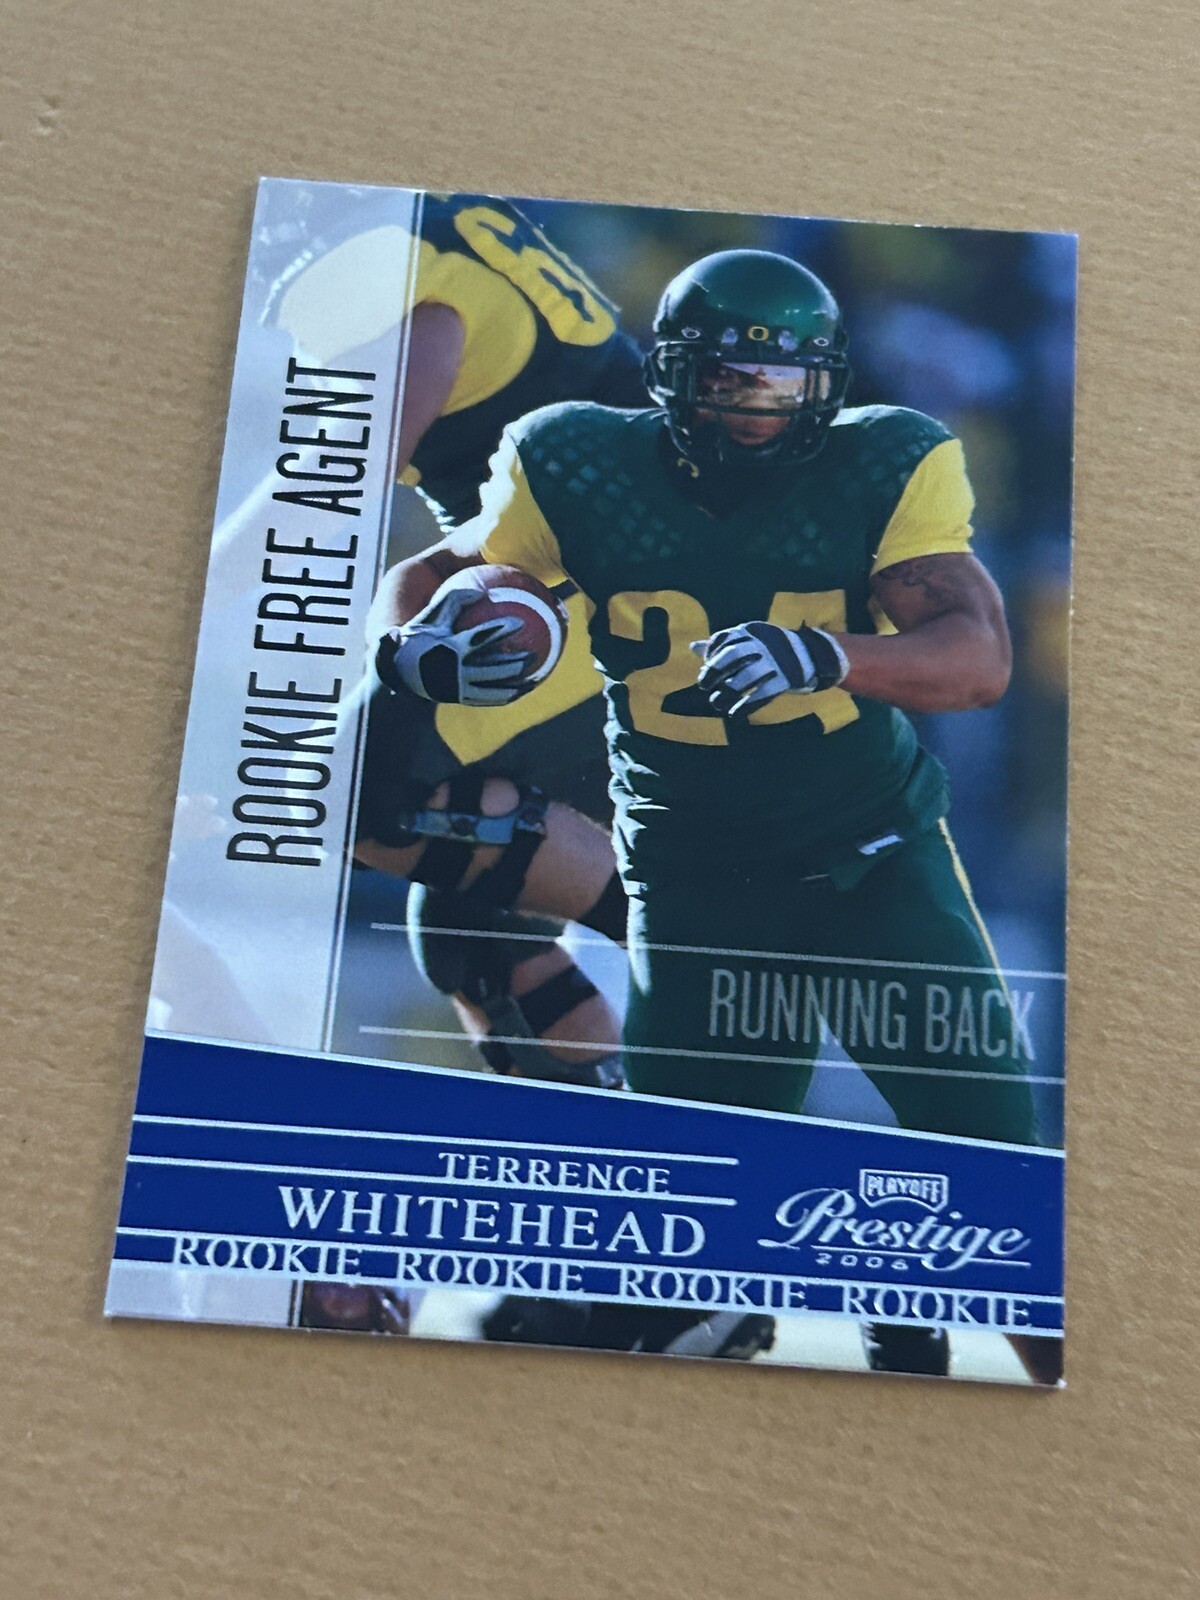 ROOKIE FREE AGENT
O
24
RUNNING BACK
TERRENCE
WHITEHEAD
PLAYOFF
Prestige
2006
ROOKIE ROOKIE ROOKIE ROOKIE